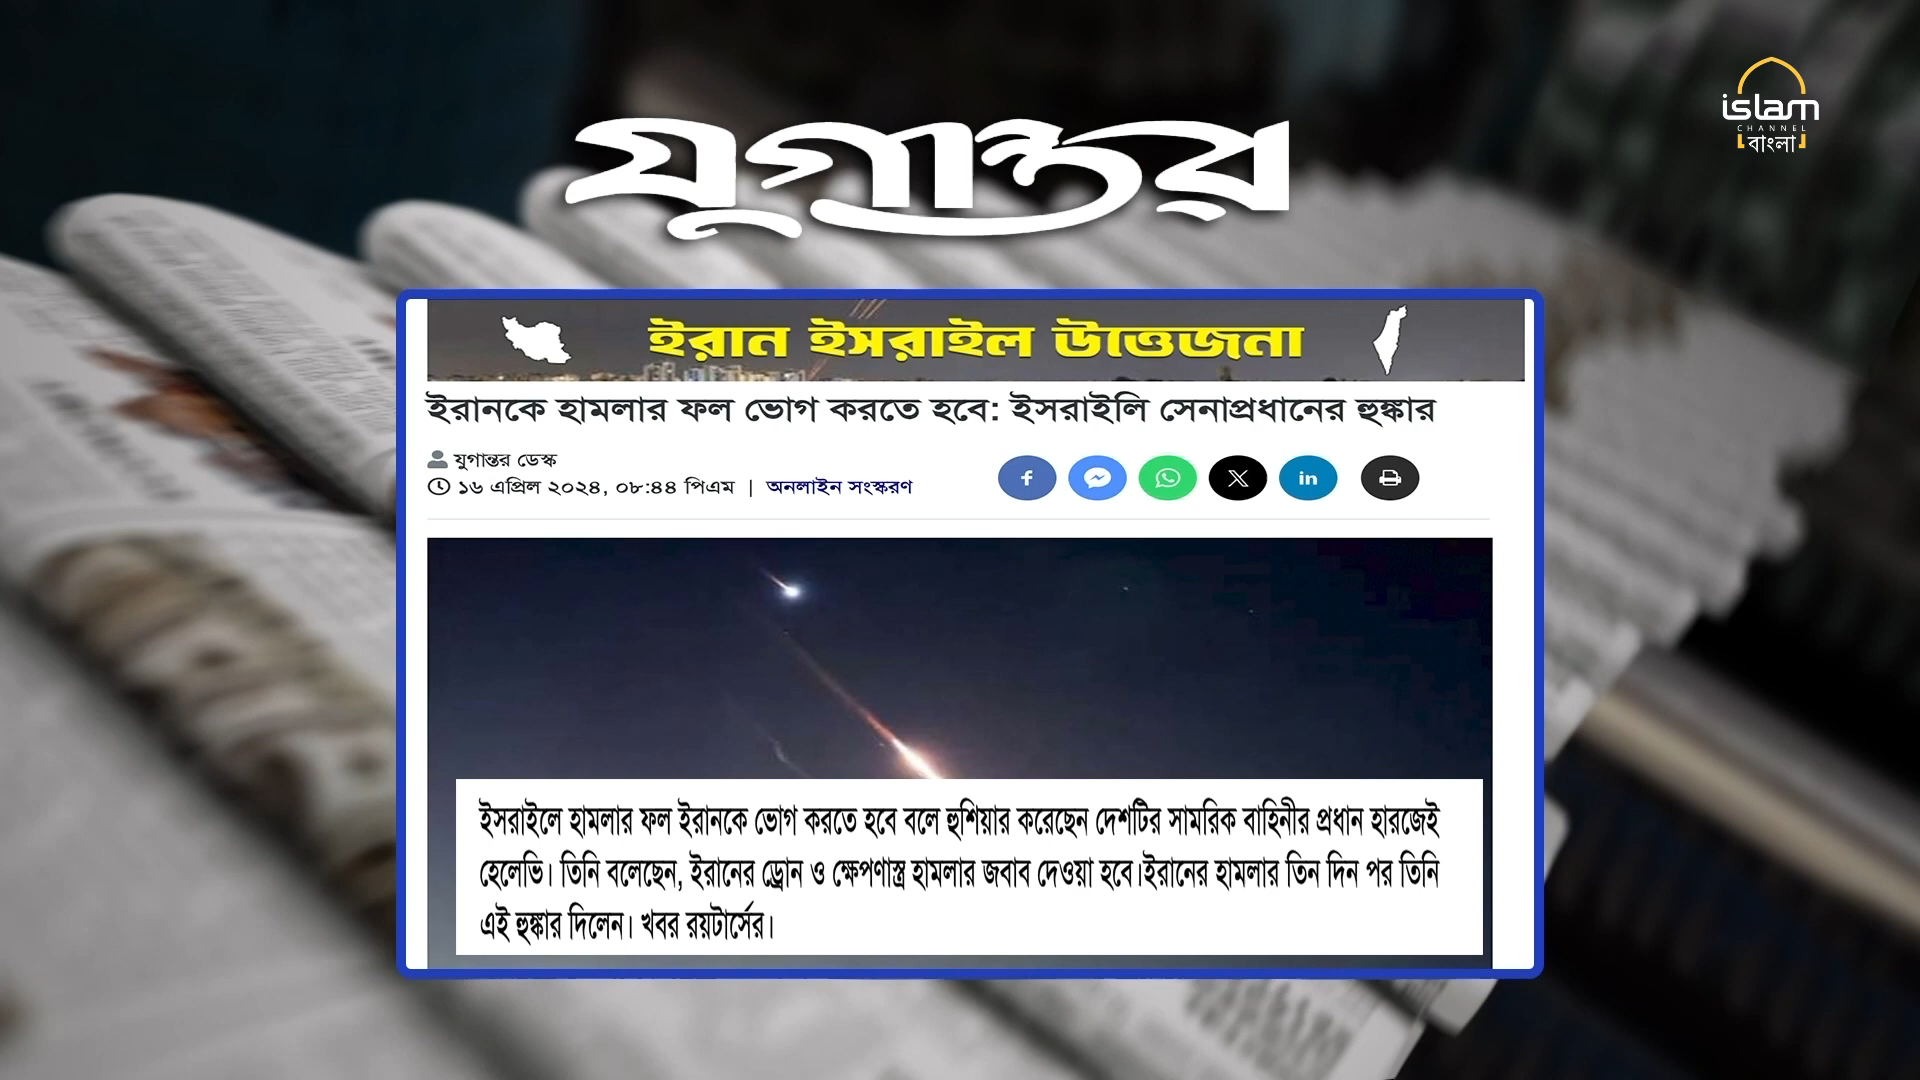 islam
CHANNEL
বাংলা
যুগান্তর
ইরান ইসরাইল উত্তেজনা
ইরানকে হামলার ফল ভোগ করতে হবে: ইসরাইলি সেনাপ্রধানের হুঙ্কার
যুগান্তর ডেস্ক
১৬ এপ্রিল ২০২৪, ০৮:৪৪ পিএম | অনলাইন সংস্করণ
ইসরাইলে হামলার ফল ইরানকে ভোগ করতে হবে বলে হুশিয়ার করেছেন দেশটির সামরিক বাহিনীর প্রধান হারজেই
হেলেভি। তিনি বলেছেন, ইরানের ড্রোন ও ক্ষেপণাস্ত্র হামলার জবাব দেওয়া হবে।ইরানের হামলার তিন দিন পর তিনি
এই হুঙ্কার দিলেন। খবর রয়টার্সের।